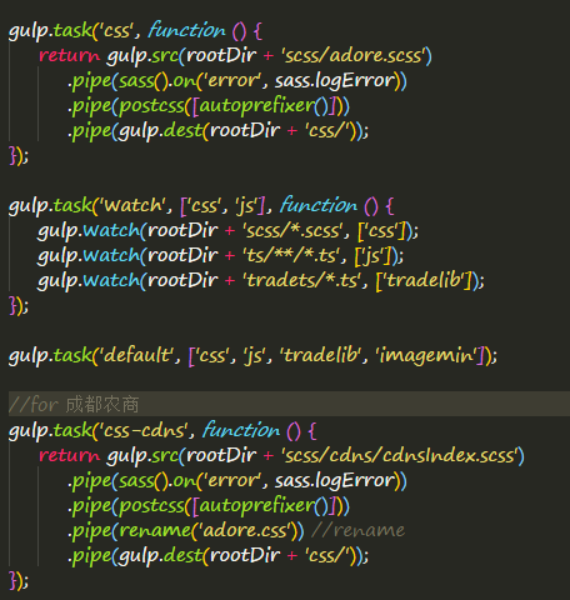 gulp.task('css', function () {
return gulp.src(rootDir + 'scss/adore.scss')
.pipe(sass().on('error', sass.logError))
.pipe(postcss([autoprefixer()]))
.pipe(gulp.dest(rootDir + 'css/'));
});
gulp.task('watch', ['css', 'js'], function () {
gulp.watch(rootDir + 'scss/*.scss', ['css']);
gulp.watch(rootDir + 'ts/**/*.ts', ['js']);
gulp.watch(rootDir + 'tradets/*.ts', ['tradelib']);
});
gulp.task('default', ['css', 'js', 'tradelib', 'imagemin']);
//for 成都农商
gulp.task('css-cdns', function () {
return gulp.src(rootDir + 'scss/cdns/cdnsIndex.scss')
.pipe(sass().on('error', sass.logError))
.pipe(postcss([autoprefixer()]))
.pipe(rename('adore.css')) //rename
.pipe(gulp.dest(rootDir + 'css/'));
});